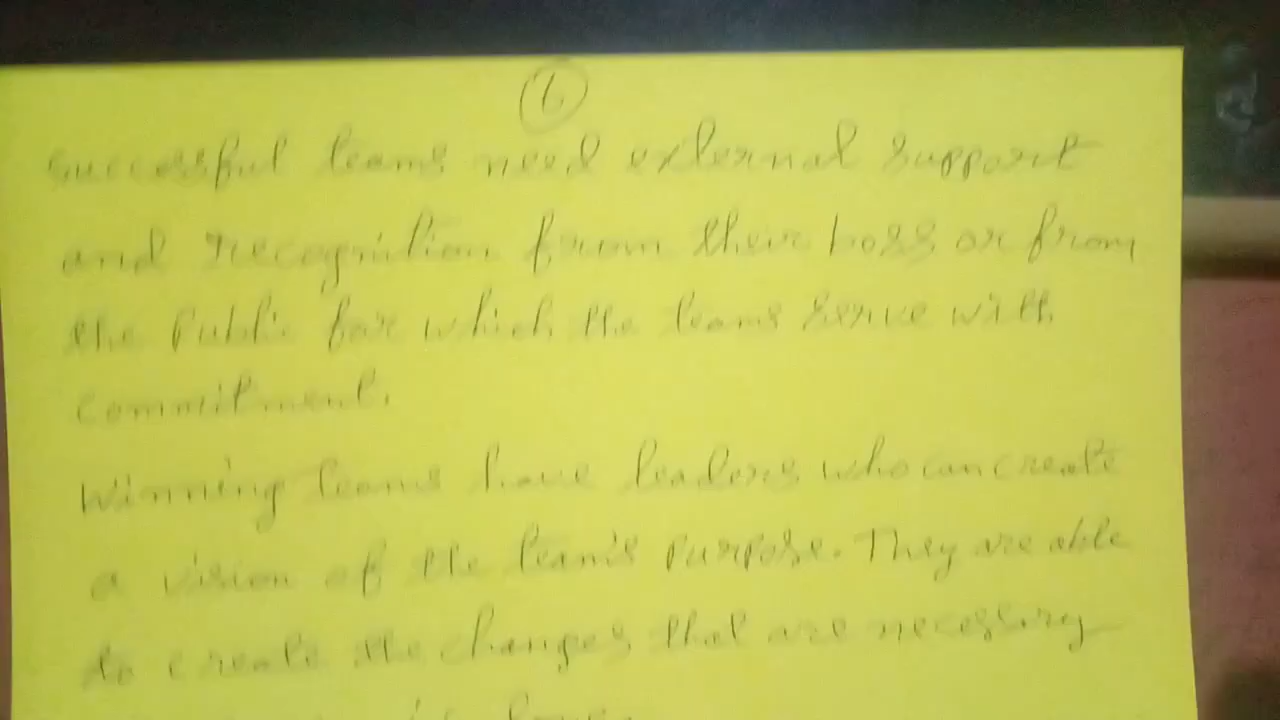 6
Successful teams need external support
and recognition from their boss or from
the Public for which the teams serve with
commitment.
Winning teams have leaders who can create
a vision of the team's purpose. They are able
to create the changes that are necessary